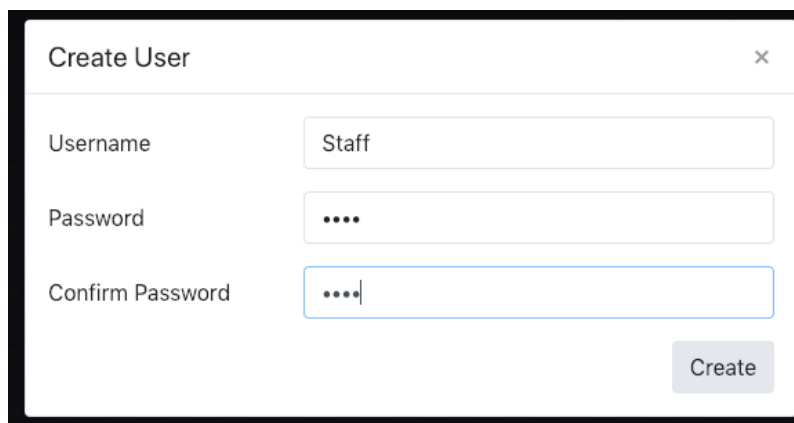 Create User ×
Username Staff
Password ••••
Confirm Password ••••
Create